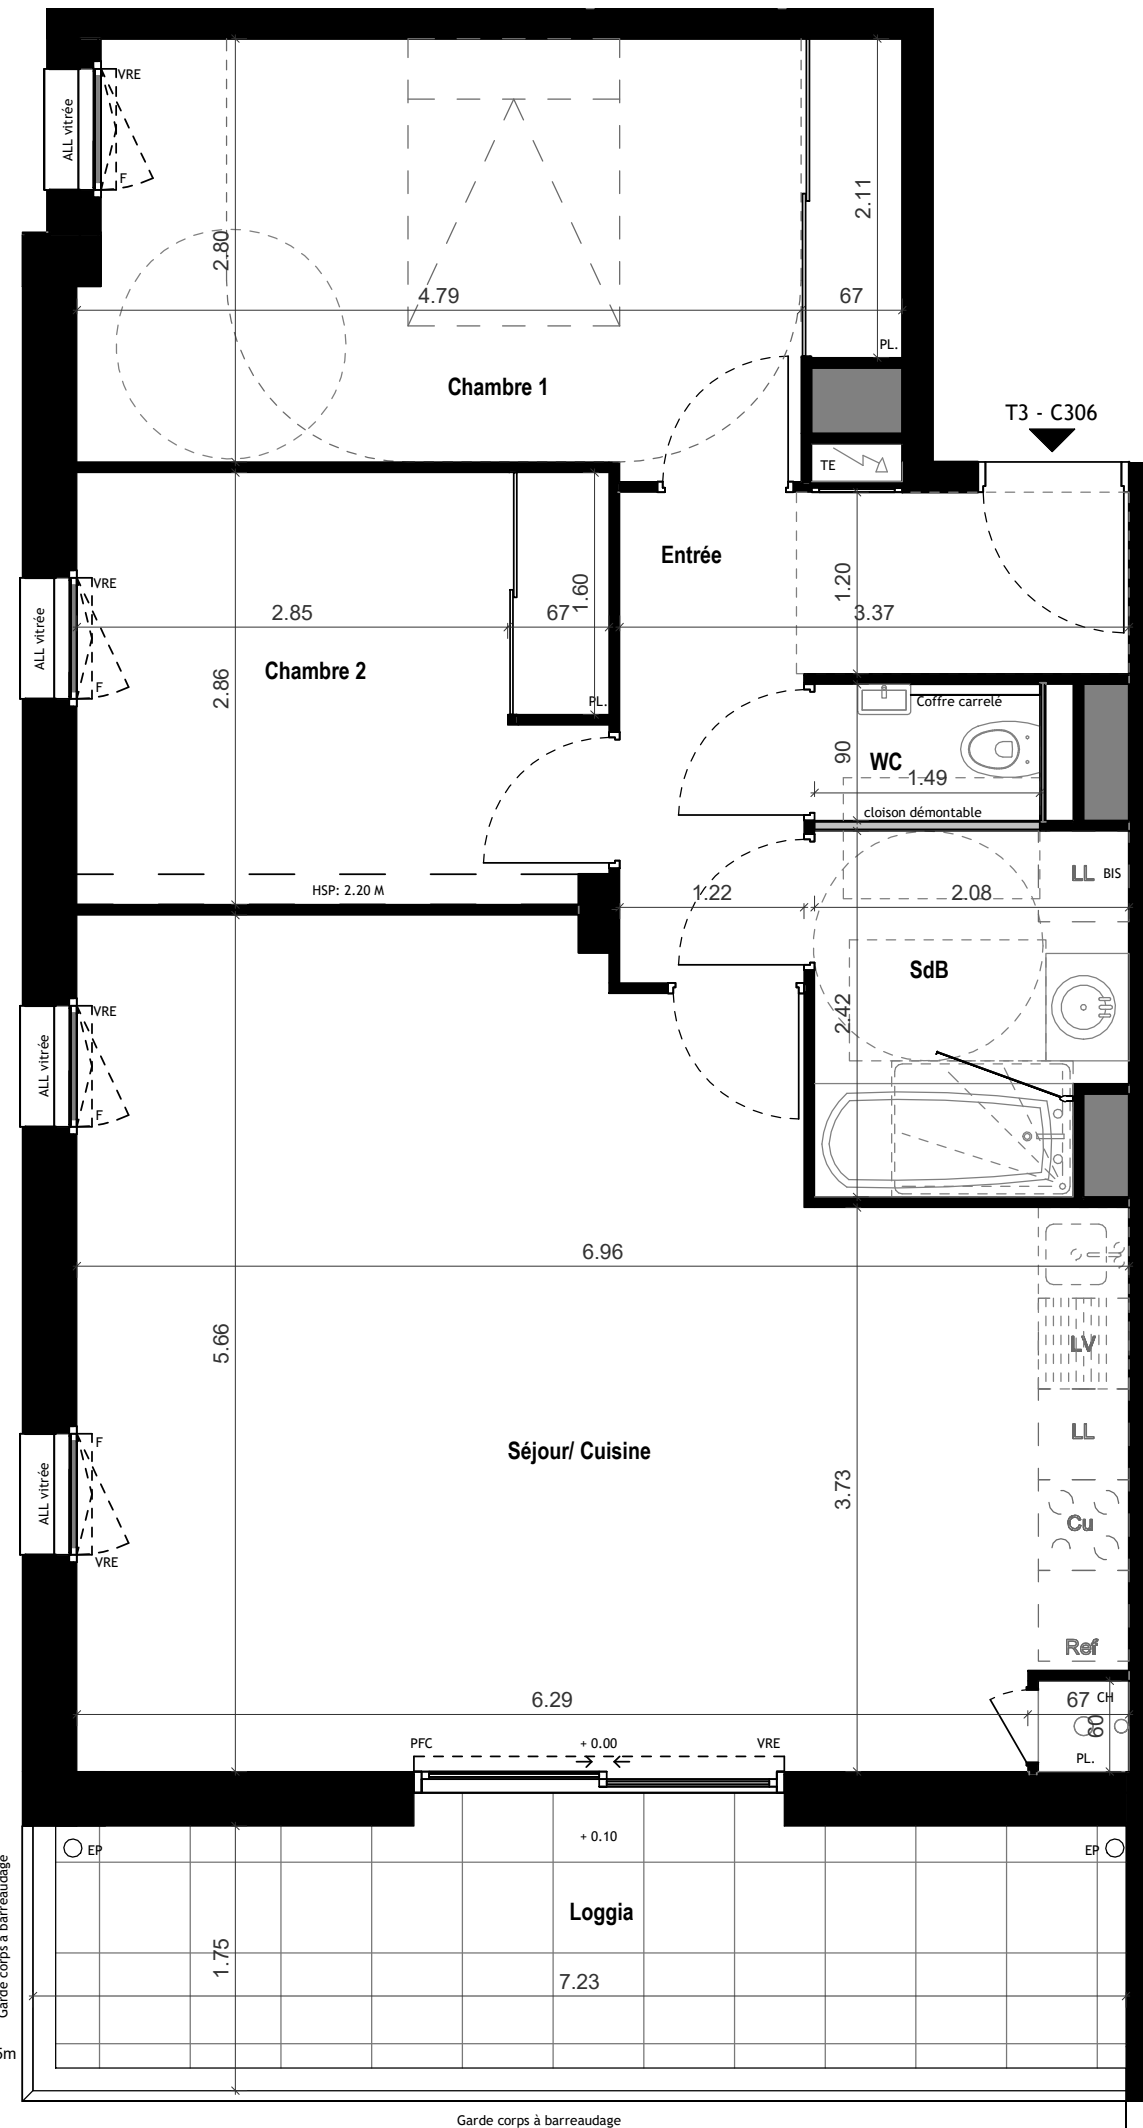 VRE
ALL vitrée
F
2.80
2.11
4.79
67
PL.
Chambre 1
T3 - C306
TE
Entrée
VRE
ALL vitrée
F
2.85
67
1.60
1.20
3.37
Chambre 2
2.86
PL.
Coffre carrelé
90
WC
1.49
cloison démontable
HSP: 2.20 M
1.22
LL BIS
2.08
SdB
2.42
VRE
ALL vitrée
F
6.96
5.66
LV
LL
Séjour/ Cuisine
3.73
Cu
F
ALL vitrée
VRE
Ref
6.29
67
CH
60
PL.
PFC
+ 0.00
VRE
+ 0.10
EP
EP
Loggia
1.75
7.23
Garde corps à barreaudage
Garde corps à barreaudage